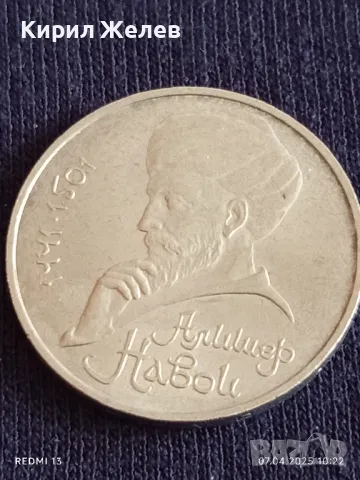 Кирил Желев
1441-1501
Алишер
Навои
REDMI 13
07.04.2025 10:22